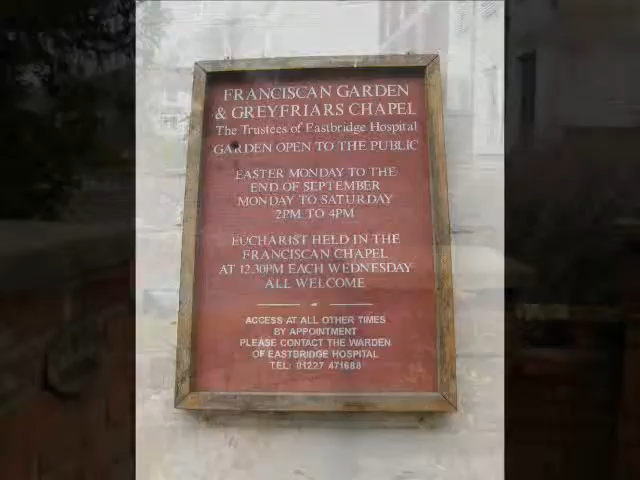 FRANCISCAN GARDEN
& GREYFRIARS CHAPEL
The Trustees of Eastbridge Hospital
GARDEN OPEN TO THE PUBLIC
EASTER MONDAY TO THE
END OF SEPTEMBER
MONDAY TO SATURDAY
2PM TO 4PM
EUCHARIST HELD IN THE
FRANCISCAN CHAPEL
AT 12.30PM EACH WEDNESDAY
ALL WELCOME
ACCESS AT ALL OTHER TIMES
BY APPOINTMENT
PLEASE CONTACT THE WARDEN
OF EASTBRIDGE HOSPITAL
TEL: 01227 471688